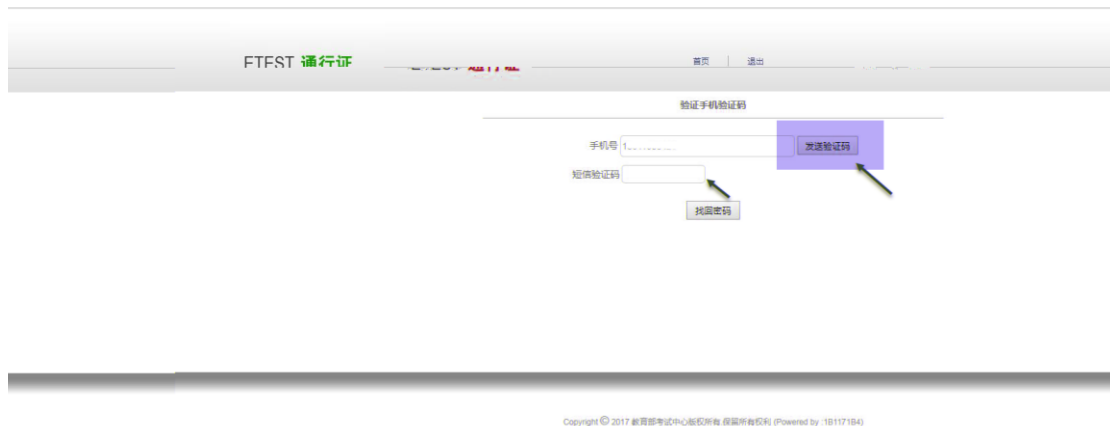 ETEST 通行证
首页 | 退出
验证手机验证码
手机号 1 发送验证码
短信验证码
找回密码
Copyright © 2017 教育部考试中心版权所有.保留所有权利 (Powered by :1B1171B4)